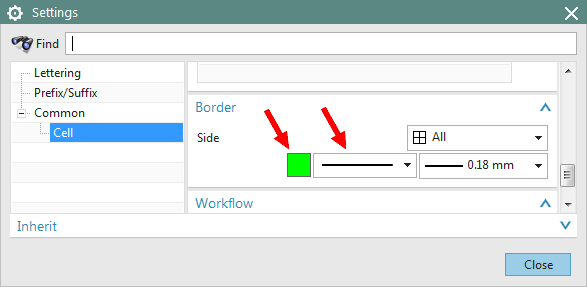 Settings
Find
Lettering
Prefix/Suffix
Common
Cell
Border
Side
All
0.18 mm
Workflow
Inherit
Close